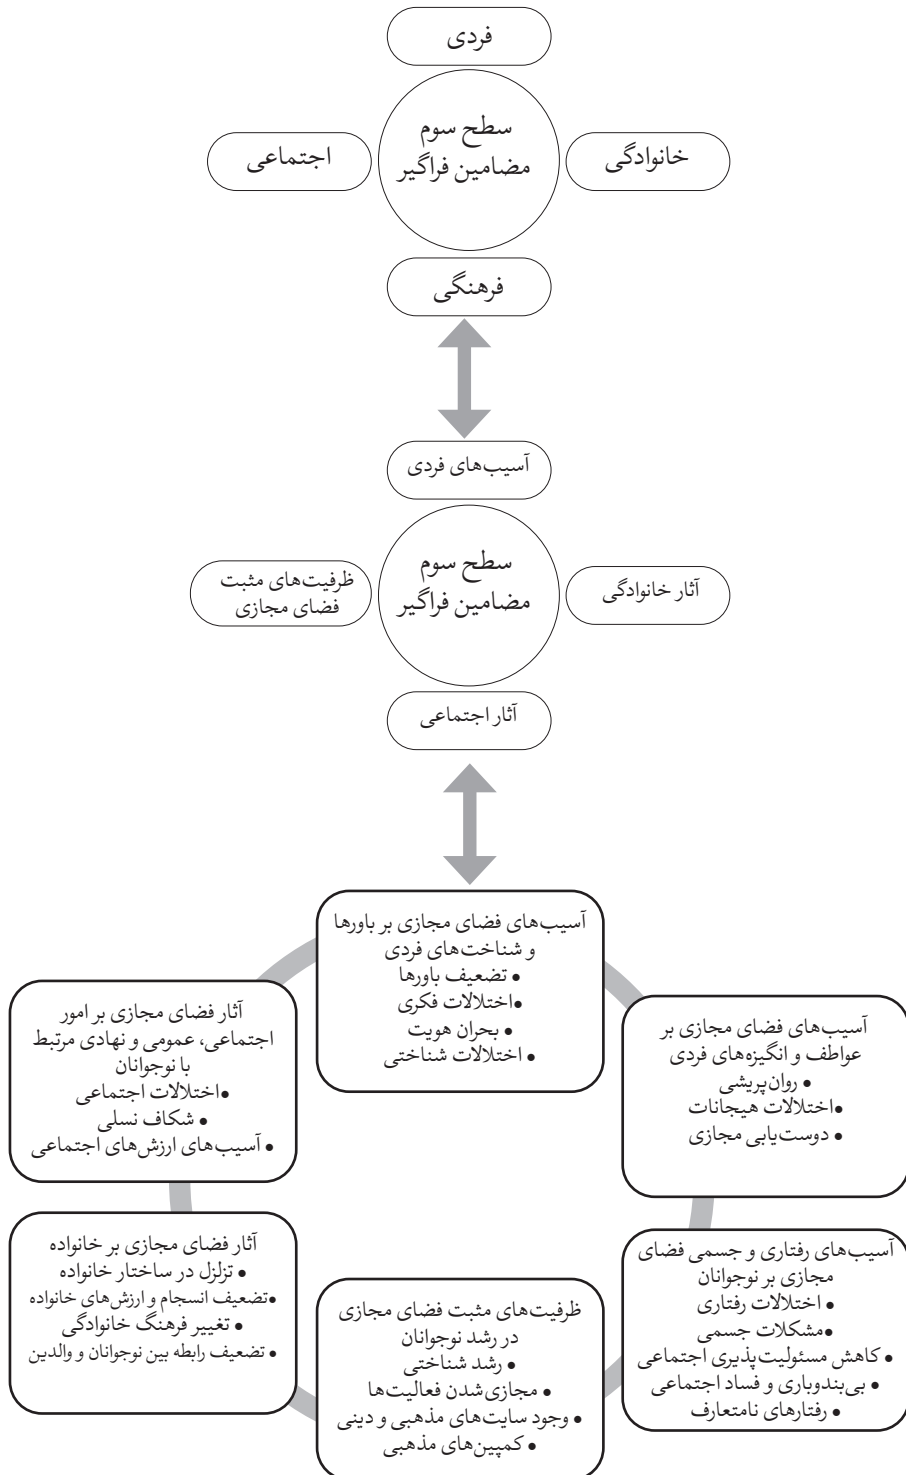 فردی
سطح سوم
مضامین فراگیر
خانوادگی
اجتماعی
فرهنگی
آسیب‌های فردی
سطح سوم
مضامین فراگیر
آثار خانوادگی
ظرفیت‌های مثبت
فضای مجازی
آثار اجتماعی
آسیب‌های فضای مجازی بر باورها
و شناخت‌های فردی
• تضعیف باورها
• اختلالات فکری
• بحران هویت
• اختلالات شناختی
آسیب‌های فضای مجازی بر
عواطف و انگیزه‌های فردی
• روان‌پریشی
• اختلالات هیجانات
• دوست‌یابی مجازی
آثار فضای مجازی بر امور
اجتماعی، عمومی و نهادی مرتبط
با نوجوانان
• اختلالات اجتماعی
• شکاف نسلی
• آسیب‌های ارزش‌های اجتماعی
آسیب‌های رفتاری و جسمی فضای
مجازی بر نوجوانان
• اختلالات رفتاری
• مشکلات جسمی
• کاهش مسئولیت‌پذیری اجتماعی
• بی‌بندوباری و فساد اجتماعی
• رفتارهای نامتعارف
آثار فضای مجازی بر خانواده
• تزلزل در ساختار خانواده
• تضعیف انسجام و ارزش‌های خانواده
• تغییر فرهنگ خانوادگی
• تضعیف رابطه بین نوجوانان و والدین
ظرفیت‌های مثبت فضای مجازی
در رشد نوجوانان
• رشد شناختی
• مجازی‌شدن فعالیت‌ها
• وجود سایت‌های مذهبی و دینی
• کمپین‌های مذهبی